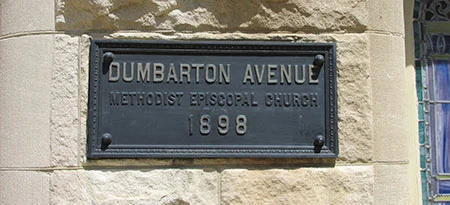 DUMBARTON AVENUE
METHODIST EPISCOPAL CHURCH
1898